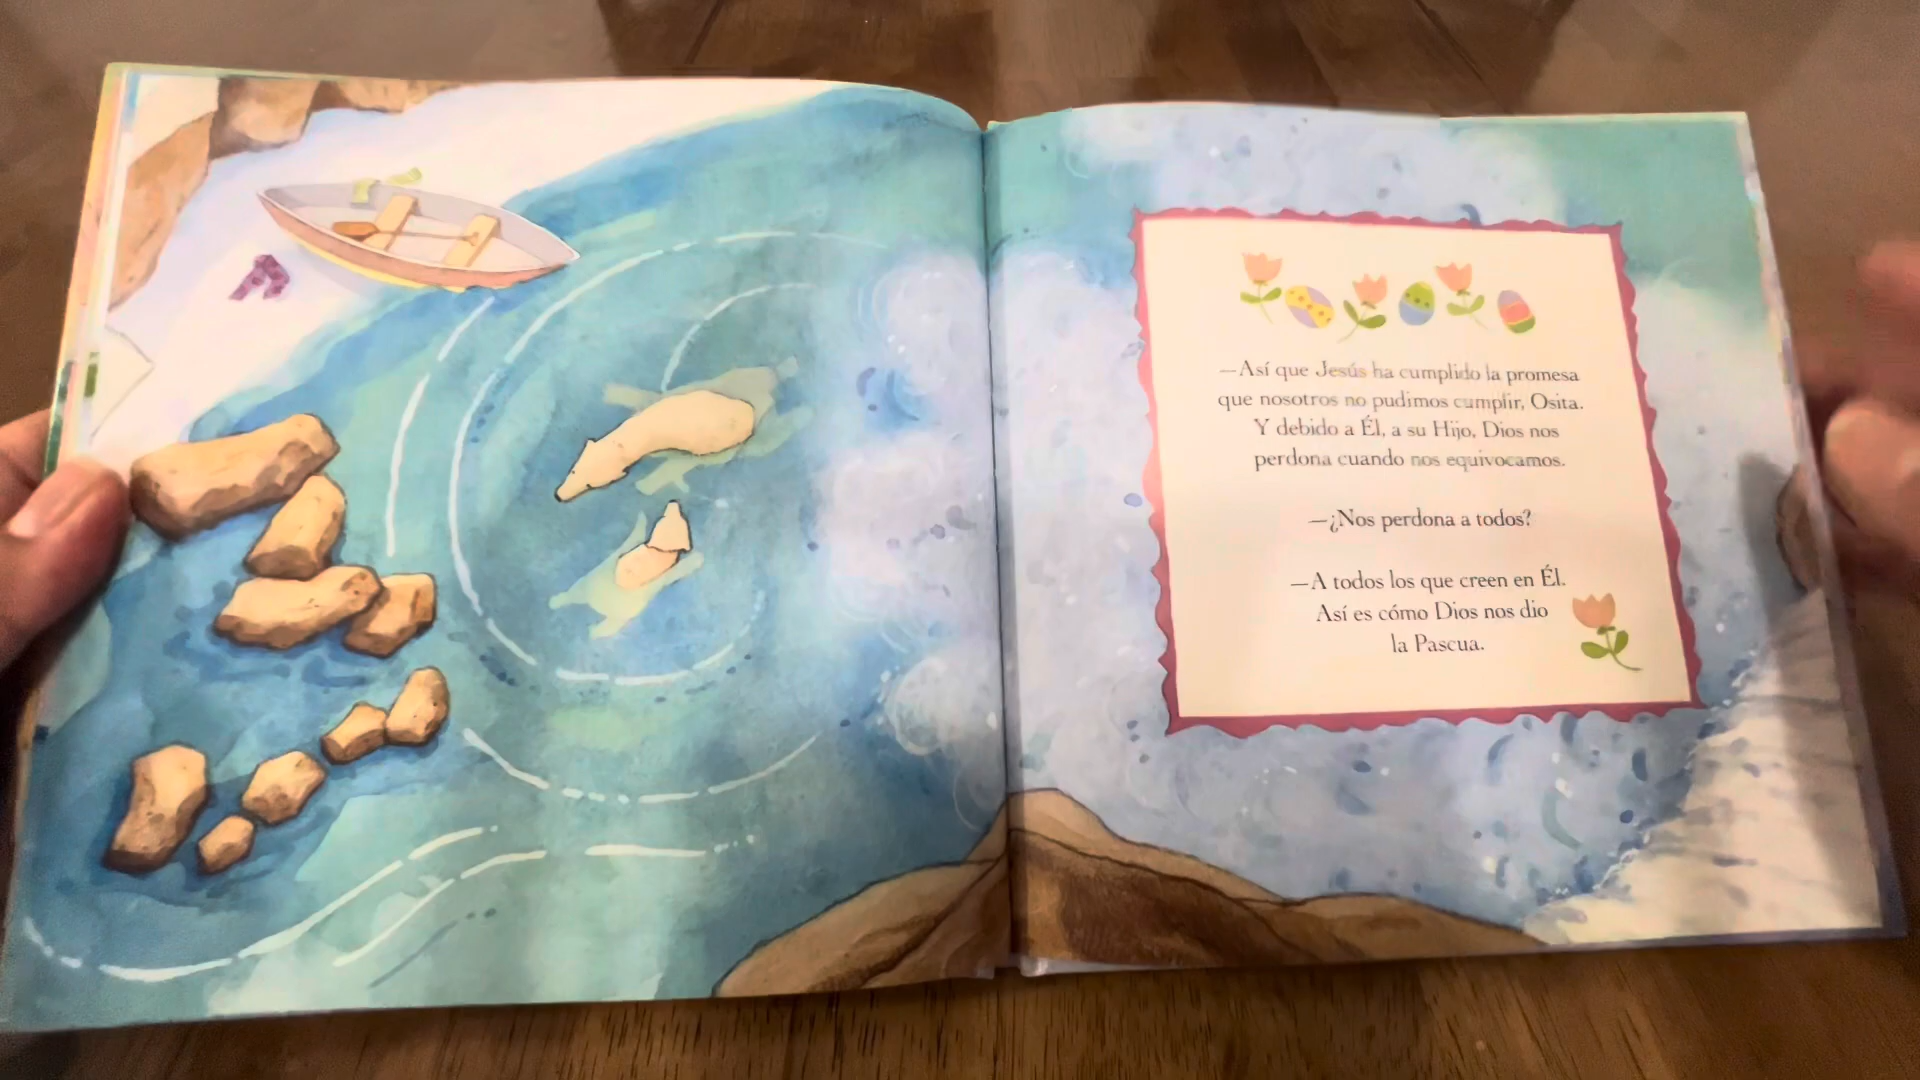 —Así que Jesús ha cumplido la promesa
que nosotros no pudimos cumplir, Osita.
Y debido a Él, a su Hijo, Dios nos
perdona cuando nos equivocamos.
—¿Nos perdona a todos?
—A todos los que creen en Él.
Así es cómo Dios nos dio
la Pascua.